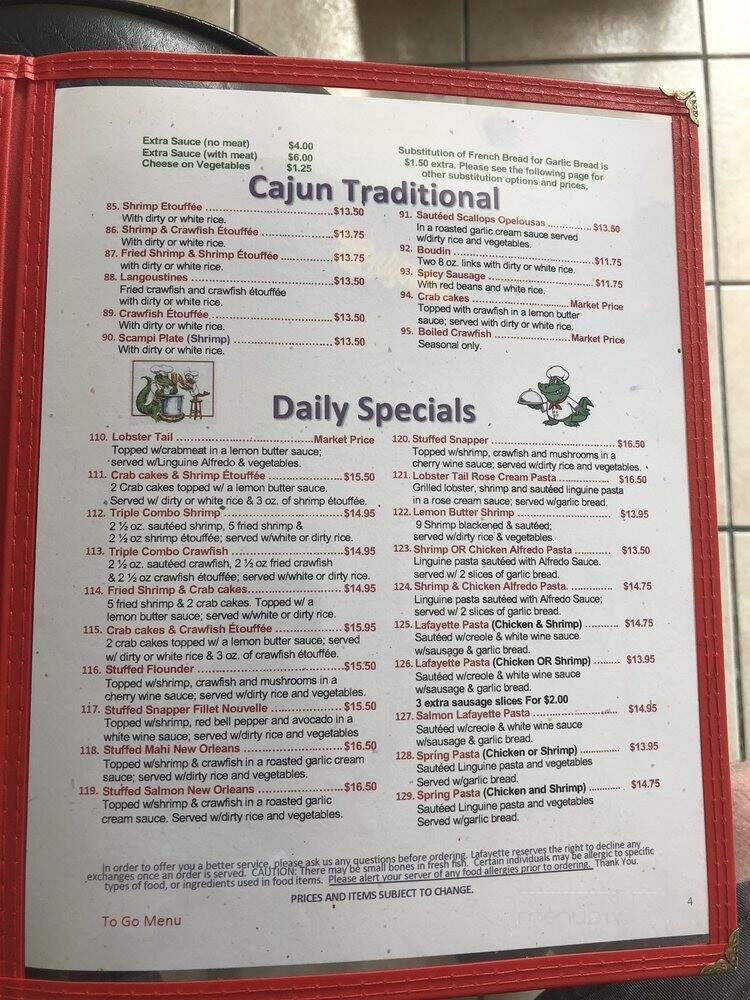 Extra Sauce (no meat) $4.00
Extra Sauce (with meat) $6.00
Cheese on Vegetables $1.25
Substitution of French Bread for Garlic Bread is
$1.50 extra. Please see the following page for
other substitution options and prices.
Cajun Traditional
85. Shrimp Etouffée ...$13.50
With dirty or white rice.
86. Shrimp & Crawfish Étouffée ...$13.75
With dirty or white rice.
87. Fried Shrimp & Shrimp Étouffée ...$13.75
with dirty or white rice.
88. Langoustines ...$13.50
Fried crawfish and crawfish étouffée
with dirty or white rice.
89. Crawfish Étouffée ...$13.50
With dirty or white rice.
90. Scampi Plate (Shrimp) ...$13.50
With dirty or white rice.
91. Sautéed Scallops Opelousas ...$13.50
In a roasted garlic cream sauce served
w/dirty rice and vegetables.
92. Boudin ...$11.75
Two 8 oz. links with dirty or white rice.
93. Spicy Sausage ...$11.75
With red beans and white rice.
94. Crab cakes ...Market Price
Topped with crawfish in a lemon butter
sauce; served with dirty or white rice.
95. Boiled Crawfish ...Market Price
Seasonal only.
Daily Specials
110. Lobster Tail ...Market Price
Topped w/crabmeat in a lemon butter sauce;
served w/Linguine Alfredo & vegetables.
111. Crab cakes & Shrimp Étouffée ...$15.50
2 Crab cakes topped w/ a lemon butter sauce.
Served w/ dirty or white rice & 3 oz. of shrimp étouffée.
112. Triple Combo Shrimp ...$14.95
2 ½ oz. sautéed shrimp, 5 fried shrimp &
2 ½ oz shrimp étouffée; served w/white or dirty rice.
113. Triple Combo Crawfish ...$14.95
2 ½ oz. sautéed crawfish, 2 ½ oz fried crawfish
& 2 ½ oz crawfish étouffée; served w/white or dirty rice.
114. Fried Shrimp & Crab cakes...$14.95
5 fried shrimp & 2 crab cakes. Topped w/ a
lemon butter sauce; served w/white or dirty rice.
115. Crab cakes & Crawfish Étouffée ...$15.95
2 crab cakes topped w/ a lemon butter sauce; served
w/ dirty or white rice & 3 oz. of crawfish étouffée.
116. Stuffed Flounder ...$15.50
Topped w/shrimp, crawfish and mushrooms in a
cherry wine sauce; served w/dirty rice and vegetables.
117. Stuffed Snapper Fillet Nouvelle ...$15.50
Topped w/shrimp, red bell pepper and avocado in a
white wine sauce; served w/dirty rice and vegetables
118. Stuffed Mahi New Orleans ...$16.50
Topped w/shrimp & crawfish in a roasted garlic cream
sauce; served w/dirty rice and vegetables.
119. Stuffed Salmon New Orleans ...$16.50
Topped w/shrimp & crawfish in a roasted garlic
cream sauce. Served w/dirty rice and vegetables.
120. Stuffed Snapper ...$16.50
Topped w/shrimp, crawfish and mushrooms in a
cherry wine sauce; served w/dirty rice and vegetables.
121. Lobster Tail Rose Cream Pasta ...$16.50
Grilled lobster, shrimp and sautéed linguine pasta
in a rose cream sauce; served w/garlic bread.
122. Lemon Butter Shrimp ...$13.95
9 Shrimp blackened & sautéed;
served w/dirty rice & vegetables.
123. Shrimp OR Chicken Alfredo Pasta ...$13.50
Linguine pasta sautéed with Alfredo Sauce.
served w/ 2 slices of garlic bread.
124. Shrimp & Chicken Alfredo Pasta. ...$14.75
Linguine pasta sautéed with Alfredo Sauce;
served w/ 2 slices of garlic bread.
125. Lafayette Pasta (Chicken & Shrimp) ...$14.75
Sautéed w/creole & white wine sauce
w/sausage & garlic bread.
126. Lafayette Pasta (Chicken OR Shrimp) ...$13.95
Sautéed w/creole & white wine sauce
w/sausage & garlic bread.
3 extra sausage slices For $2.00
127. Salmon Lafayette Pasta ...$14.95
Sautéed w/creole & white wine sauce
w/sausage & garlic bread.
128. Spring Pasta (Chicken or Shrimp) ...$13.95
Sautéed Linguine pasta and vegetables
Served w/garlic bread.
129. Spring Pasta (Chicken and Shrimp) ...$14.75
Sautéed Linguine pasta and vegetables
Served w/garlic bread.
In order to offer you a better service, please ask us any questions before ordering. Lafayette reserves the right to decline any
exchanges once an order is served. CAUTION: There may be small bones in fresh fish. Certain individuals may be allergic to specific
types of food, or ingredients used in food items. Please alert your server of any food allergies prior to ordering. Thank You.
PRICES AND ITEMS SUBJECT TO CHANGE.
4
To Go Menu